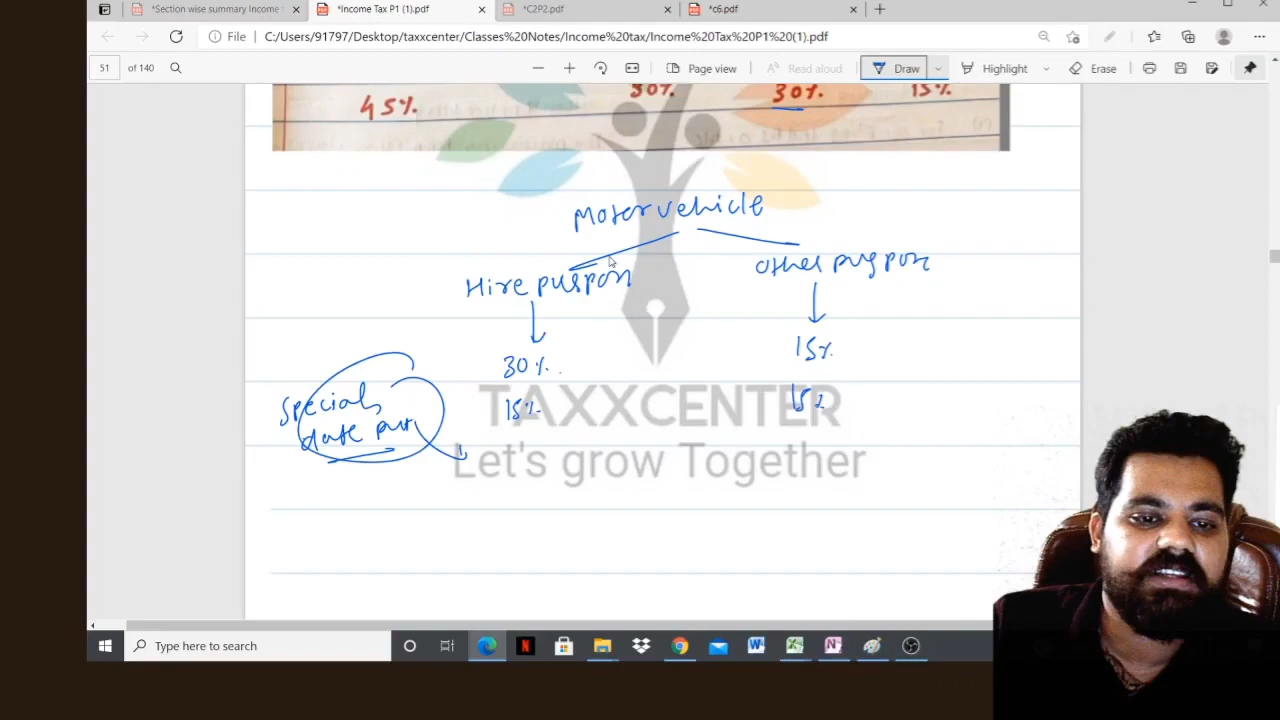 *Section wise summary Income
*Income Tax P1 (1).pdf
*C2P2.pdf
*c6.pdf
File
C:/Users/91797/Desktop/taxxcenter/Classes%20Notes/Income%20tax/Income%20Tax%20P1%20(1).pdf
51 of 140
Page view
Read aloud
Draw
Highlight
Erase
45%. 30%. 30%. 15%
Motor vehicle
Hire purpose
Other purpose
30%.
15%
15%
15%
Special
date put
TAXXCENTER
Let's grow Together
Type here to search